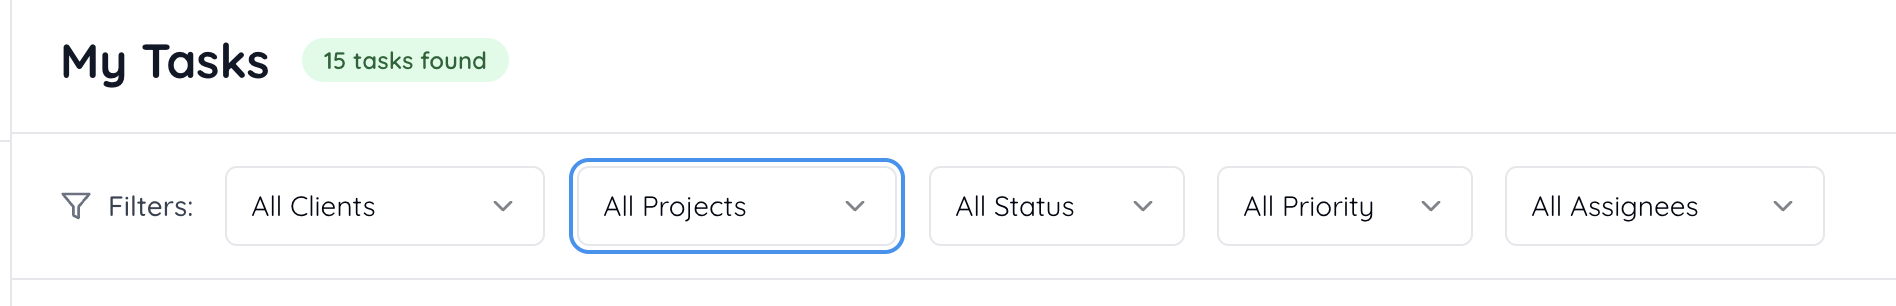 My Tasks
15 tasks found
Filters:
All Clients
All Projects
All Status
All Priority
All Assignees